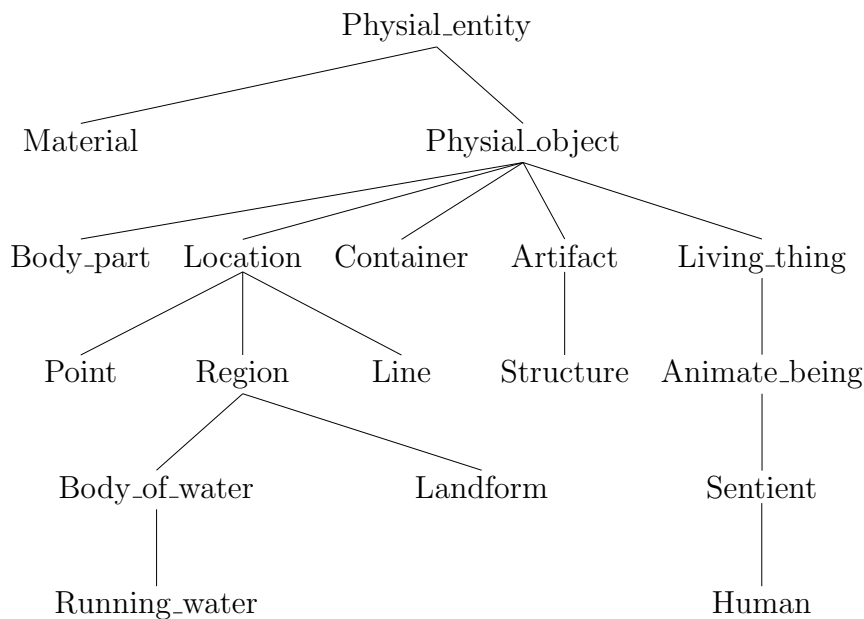 Physial_entity
Material Physial_object
Body_part Location Container Artifact Living_thing
Point Region Line Structure Animate_being
Body_of_water Landform Sentient
Running_water Human